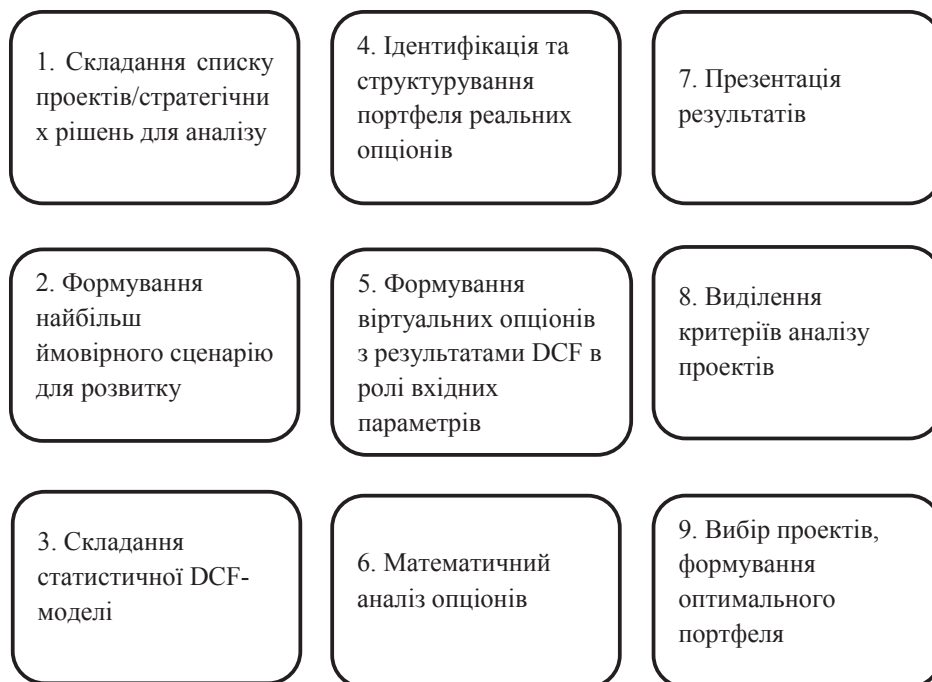 1. Складання списку
проектів/стратегічни
х рішень для аналізу
2. Формування
найбільш
ймовірного сценарію
для розвитку
3. Складання
статистичної DCF-
моделі
4. Ідентифікація та
структурування
портфеля реальних
опціонів
5. Формування
віртуальних опціонів
з результатами DCF в
ролі вхідних
параметрів
6. Математичний
аналіз опціонів
7. Презентація
результатів
8. Виділення
критеріїв аналізу
проектів
9. Вибір проектів,
формування
оптимального
портфеля